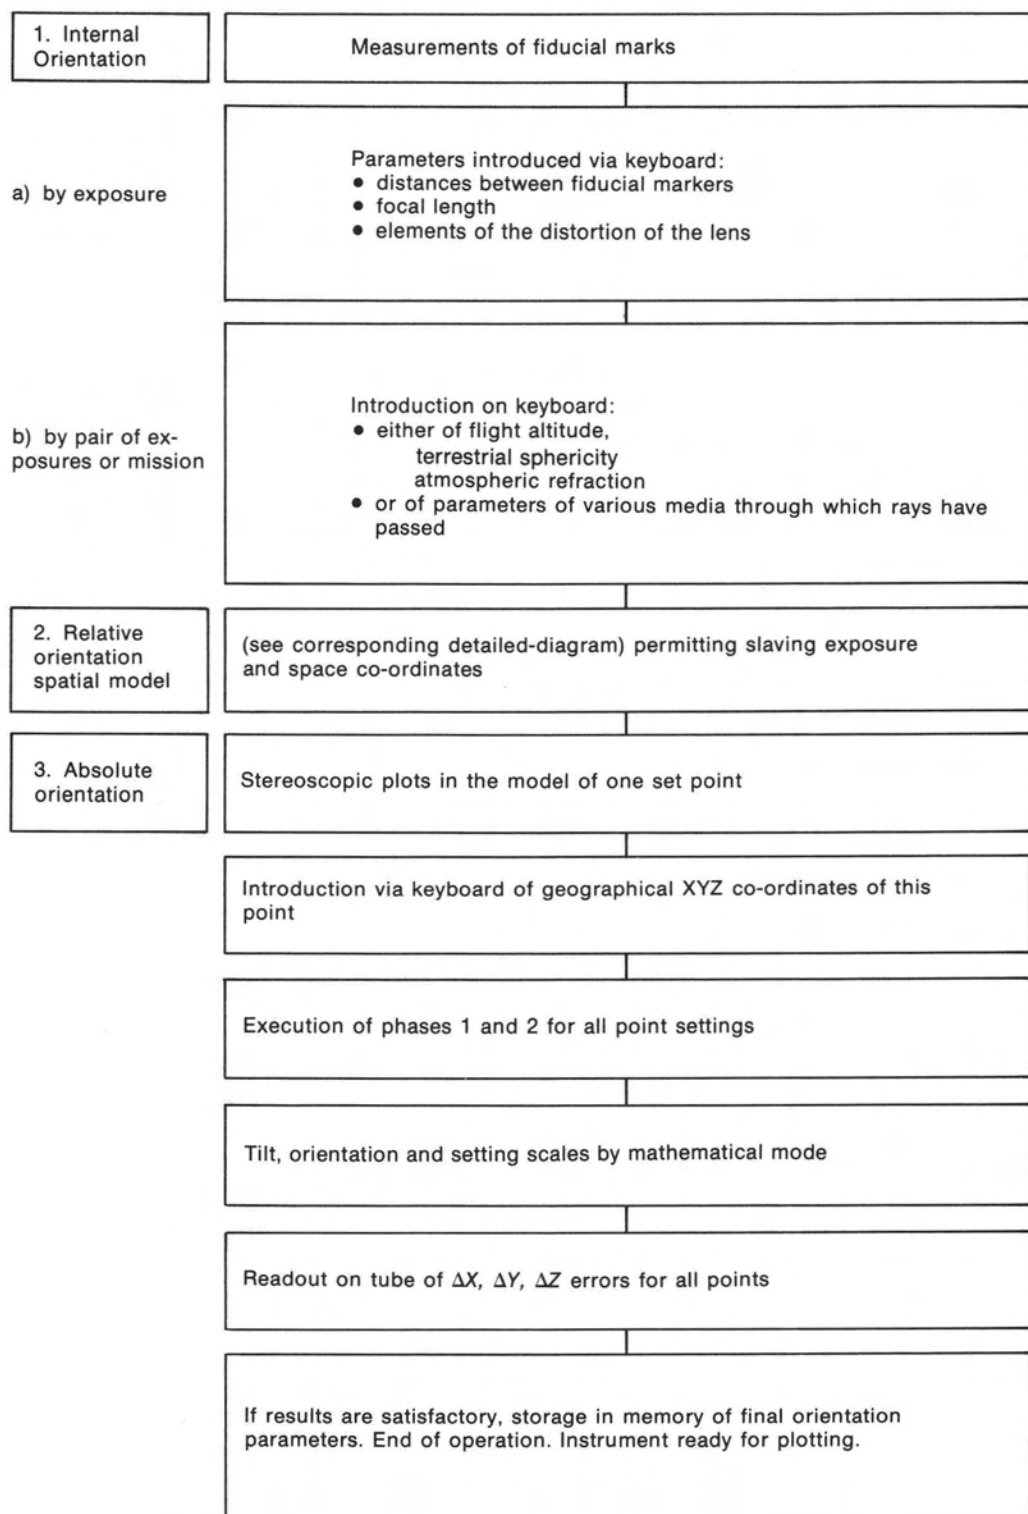 1. Internal
Orientation
Measurements of fiducial marks
a) by exposure
Parameters introduced via keyboard:
• distances between fiducial markers
• focal length
• elements of the distortion of the lens
b) by pair of ex-
posures or mission
Introduction on keyboard:
• either of flight altitude,
terrestrial sphericity
atmospheric refraction
• or of parameters of various media through which rays have
passed
2. Relative
orientation
spatial model
(see corresponding detailed-diagram) permitting slaving exposure
and space co-ordinates
3. Absolute
orientation
Stereoscopic plots in the model of one set point
Introduction via keyboard of geographical XYZ co-ordinates of this
point
Execution of phases 1 and 2 for all point settings
Tilt, orientation and setting scales by mathematical mode
Readout on tube of ΔX, ΔY, ΔZ errors for all points
If results are satisfactory, storage in memory of final orientation
parameters. End of operation. Instrument ready for plotting.